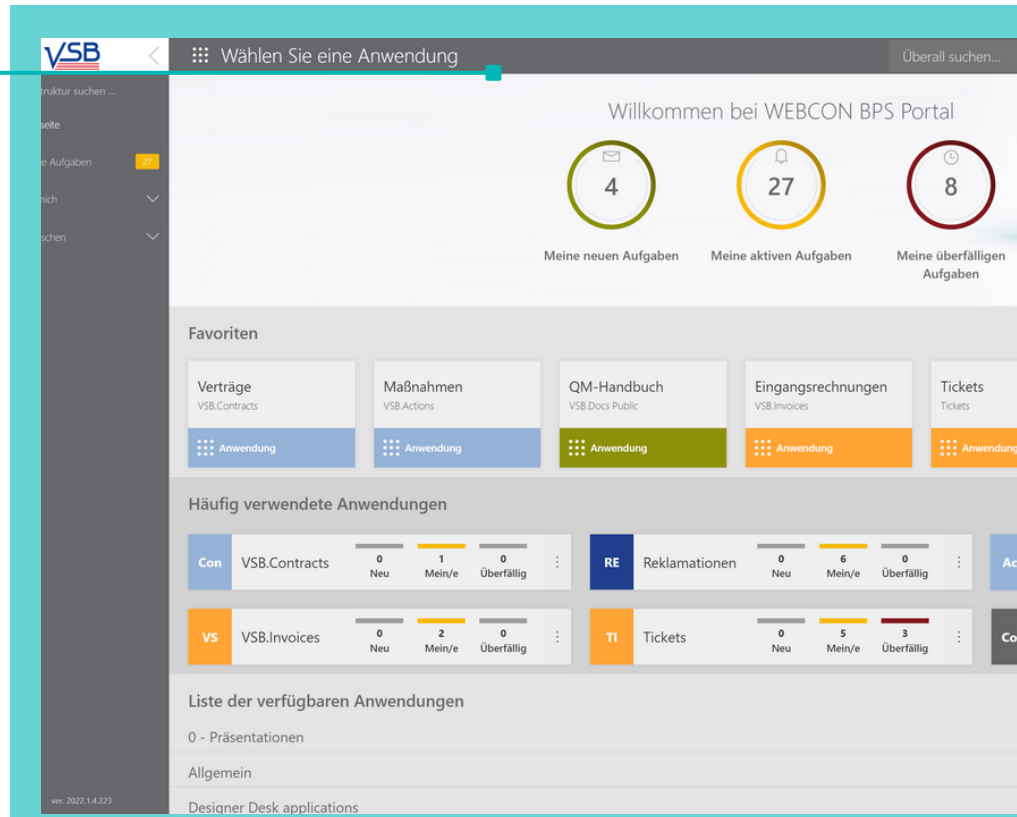 VSB
Wählen Sie eine Anwendung
Überall suchen...
truktur suchen ...
seite
e Aufgaben 27
nich
schen
Willkommen bei WEBCON BPS Portal
4 27 8
Meine neuen Aufgaben Meine aktiven Aufgaben Meine überfälligen
Aufgaben
Favoriten
Verträge Maßnahmen QM-Handbuch Eingangsrechnungen Tickets
VSB.Contracts VSB.Actions VSB.Docs Public VSB.Invoices Tickets
Anwendung Anwendung Anwendung Anwendung Anwendung
Häufig verwendete Anwendungen
Con VSB.Contracts 0 1 0 RE Reklamationen 0 6 0 Ac
Neu Mein/e Überfällig Neu Mein/e Überfällig
VS VSB.Invoices 0 2 0 TI Tickets 0 5 3 Co
Neu Mein/e Überfällig Neu Mein/e Überfällig
Liste der verfügbaren Anwendungen
0 - Präsentationen
Allgemein
Designer Desk applications
ver. 2022.1.4.223